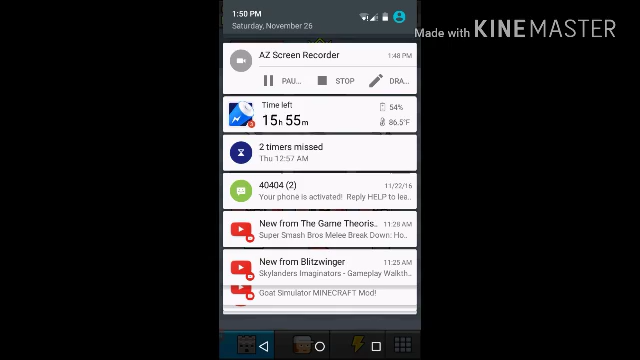 1:50 PM
Saturday, November 26
Made with KINEMASTER
AZ Screen Recorder
1:48 PM
PAU...
STOP
DRA...
Time left
54%
15h 55m
86.5°F
2 timers missed
Thu 12:57 AM
40404 (2)
11/22/16
Your phone is activated! Reply HELP to lea..
New from The Game Theoris..
11:28 AM
Super Smash Bros Melee Break Down: Ho..
New from Blitzwinger
11:25 AM
Skylanders Imaginators - Gameplay Walkth..
Goat Simulator MINECRAFT Mod!